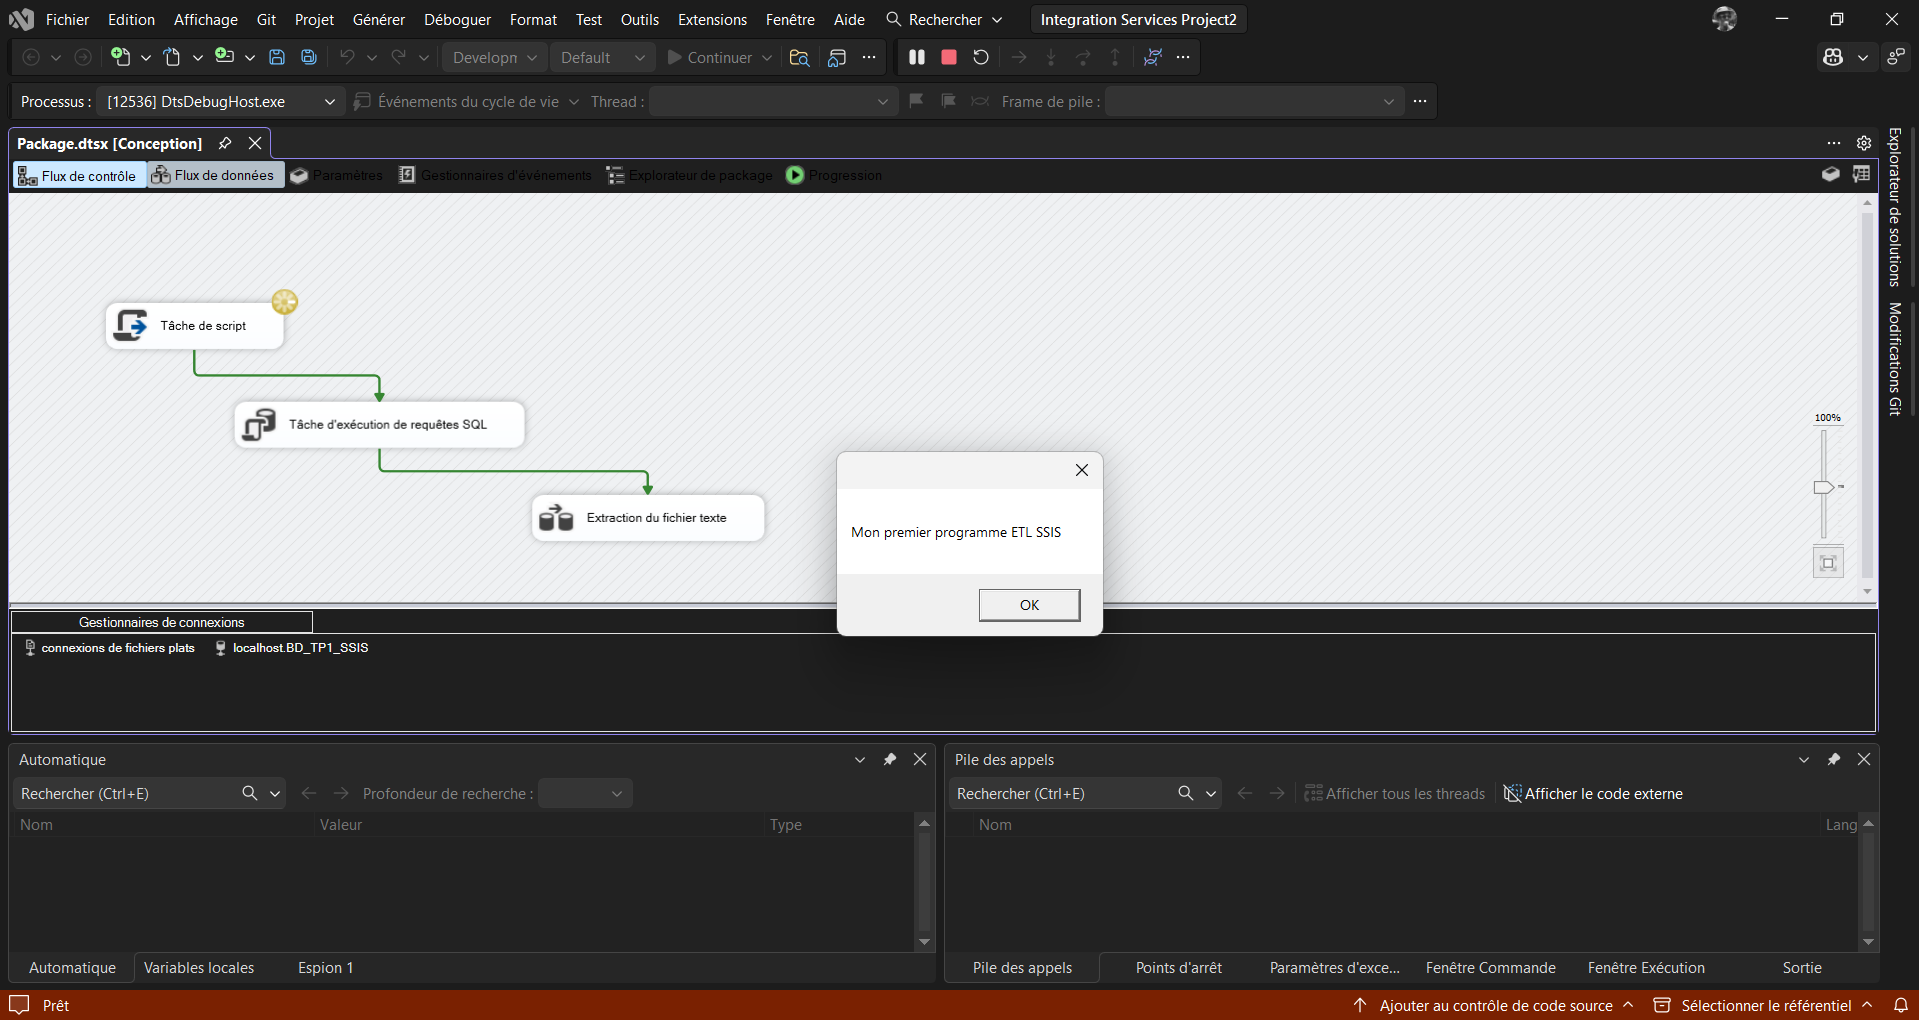 Fichier Edition Affichage Git Projet Générer Déboguer Format Test Outils Extensions Fenêtre Aide Rechercher Integration Services Project2
Developm Default Continuer
Processus : [12536] DtsDebugHost.exe Événements du cycle de vie Thread : Frame de pile :
Package.dtsx [Conception]
Flux de contrôle Flux de données Paramètres Gestionnaires d'événements Explorateur de package Progression
Explorateur de solutions
Modifications Git
Tâche de script
Tâche d'exécution de requêtes SQL
Extraction du fichier texte
100%
Mon premier programme ETL SSIS
OK
Gestionnaires de connexions
connexions de fichiers plats localhost.BD_TP1_SSIS
Automatique
Rechercher (Ctrl+E) Profondeur de recherche :
Nom Valeur Type
Automatique Variables locales Espion 1
Pile des appels
Rechercher (Ctrl+E) Afficher tous les threads Afficher le code externe
Nom Lang
Pile des appels Points d'arrêt Paramètres d'exce... Fenêtre Commande Fenêtre Exécution Sortie
Prêt Ajouter au contrôle de code source Sélectionner le référentiel